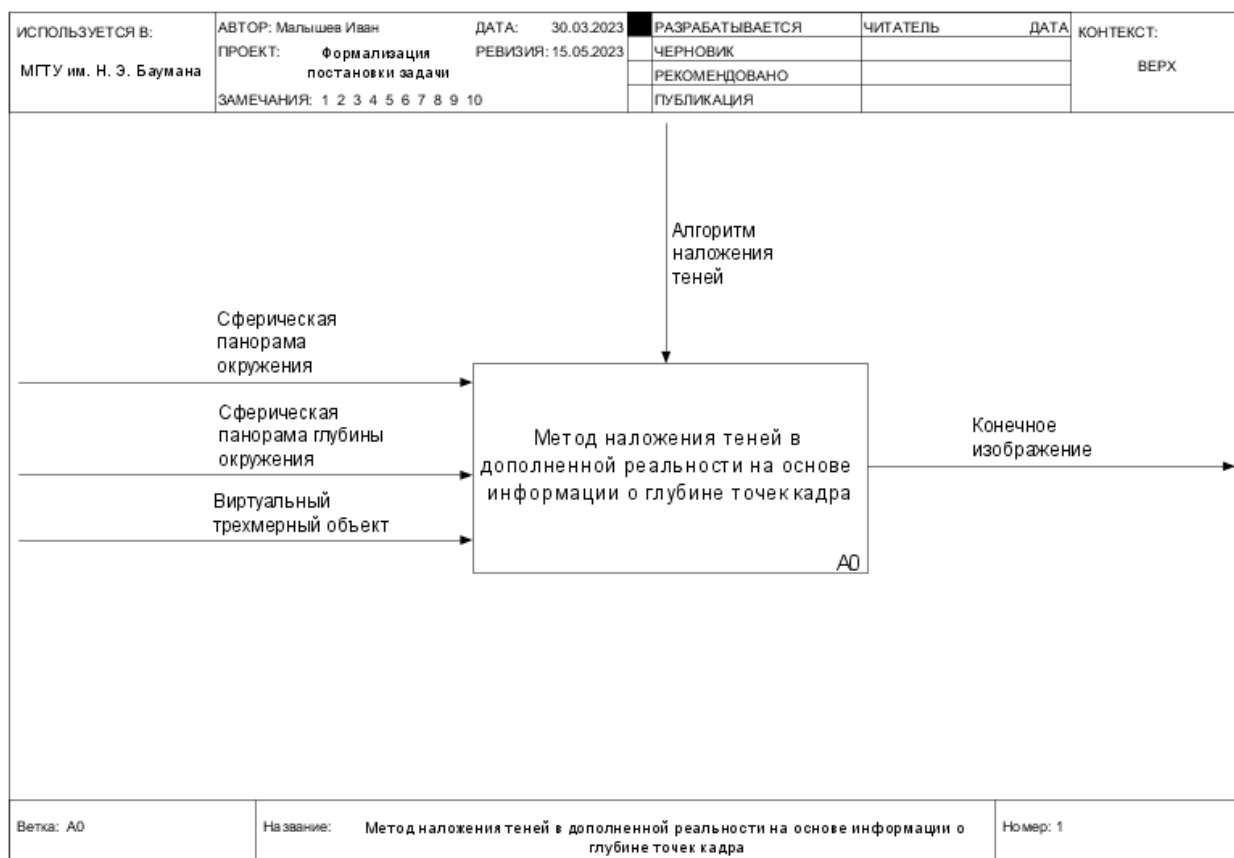 ИСПОЛЬЗУЕТСЯ В:
МГТУ им. Н. Э. Баумана
АВТОР: Малышев Иван
ДАТА: 30.03.2023
ПРОЕКТ: Формализация
постановки задачи
РЕВИЗИЯ: 15.05.2023
ЗАМЕЧАНИЯ: 1 2 3 4 5 6 7 8 9 10
РАЗРАБАТЫВАЕТСЯ
ЧЕРНОВИК
РЕКОМЕНДОВАНО
ПУБЛИКАЦИЯ
ЧИТАТЕЛЬ
ДАТА
КОНТЕКСТ:
ВЕРХ
Алгоритм
наложения
теней
Сферическая
панорама
окружения
Сферическая
панорама глубины
окружения
Виртуальный
трехмерный объект
Метод наложения теней в
дополненной реальности на основе
информации о глубине точек кадра
A0
Конечное
изображение
Ветка: A0
Название: Метод наложения теней в дополненной реальности на основе информации о
глубине точек кадра
Номер: 1